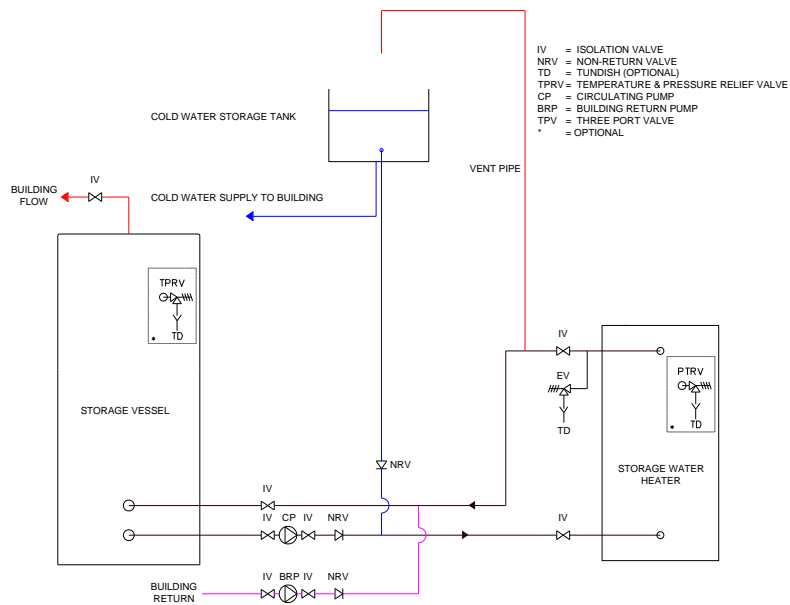 IV = ISOLATION VALVE
NRV = NON-RETURN VALVE
TD = TUNDISH (OPTIONAL)
TPRV = TEMPERATURE & PRESSURE RELIEF VALVE
CP = CIRCULATING PUMP
BRP = BUILDING RETURN PUMP
TPV = THREE PORT VALVE
* = OPTIONAL
COLD WATER STORAGE TANK
VENT PIPE
IV
BUILDING
FLOW
COLD WATER SUPPLY TO BUILDING
TPRV
TD
*
IV
EV
TD
PTRV
TD
*
STORAGE VESSEL
NRV
STORAGE WATER
HEATER
IV
IV CP IV NRV
IV
IV BRP IV NRV
BUILDING
RETURN